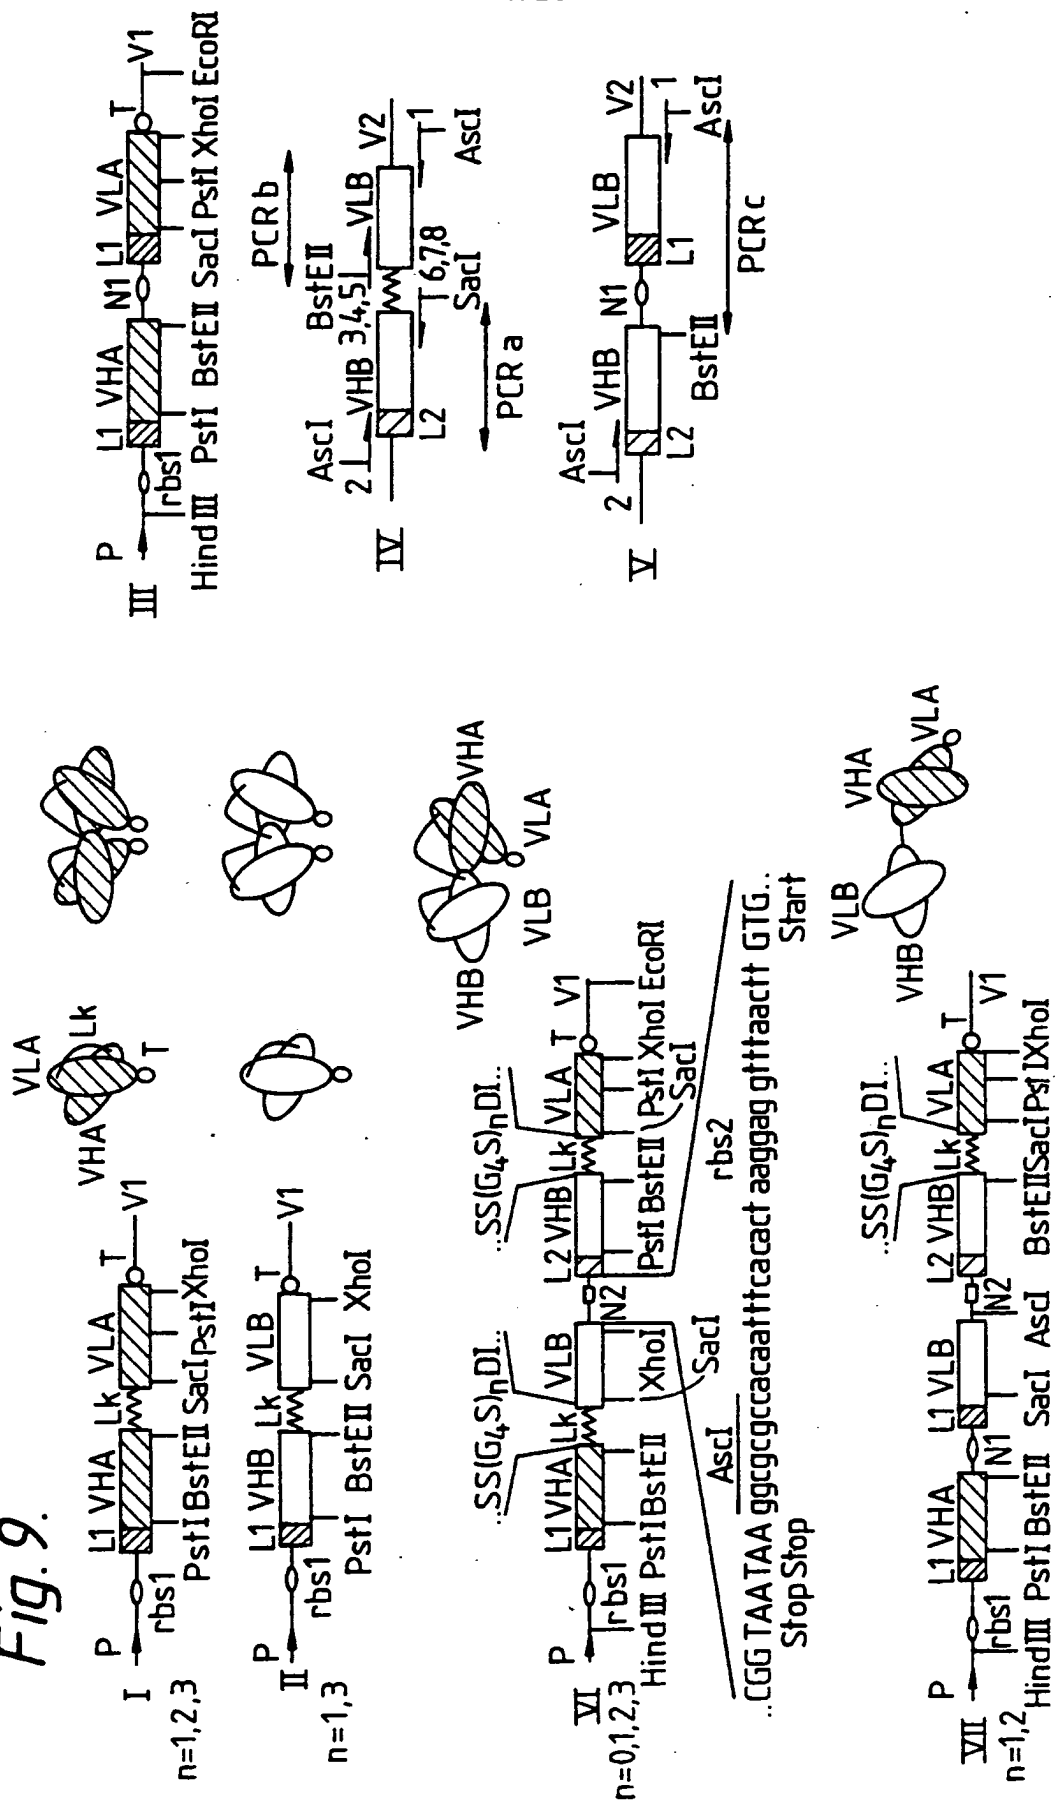 Fig. 9.
I
n=1,2,3
P
rbs1
L1 VHA Lk VLA T V1
PstI BstEII SacI PstI XhoI
VHA
VLA
Lk
T
II
n=1,3
P
rbs1
L1 VHB Lk VLB T V1
PstI BstEII SacI XhoI
VI
n=0,1,2,3
P
rbs1
..SS(G4S)nDI..
..SS(G4S)nDI..
L1 VHA Lk VLB N2 L2 VHB Lk VLA T V1
HindIII PstI BstEII XhoI PstI BstEII PstI XhoI EcoRI
SacI
SacI
VHB
VLB
VHA
VLA
AscI
rbs2
..CGG TAATAA ggcgcgccacaatttcacact aaggag gtttaactt GTG..
Stop Stop
Start
VII
n=1,2
P
rbs1
..SS(G4S)nDI..
L1 VHA N1 L1 VLB N2 L2 VHB Lk VLA T V1
HindIII PstI BstEII SacI AscI BstEII SacI PstI XhoI
VLB
VHB
VHA
VLA
III
P
rbs1
L1 VHA N1 L1 VLA T V1
HindIII PstI BstEII SacI PstI XhoI EcoRI
IV
AscI
BstEII
PCR b
2
VHB 3,4,5 VLB V2
L2
6,7,8
1
SacI
AscI
PCR a
V
AscI
2
VHB N1 VLB V2
L2
L1
1
BstEII
AscI
PCR c